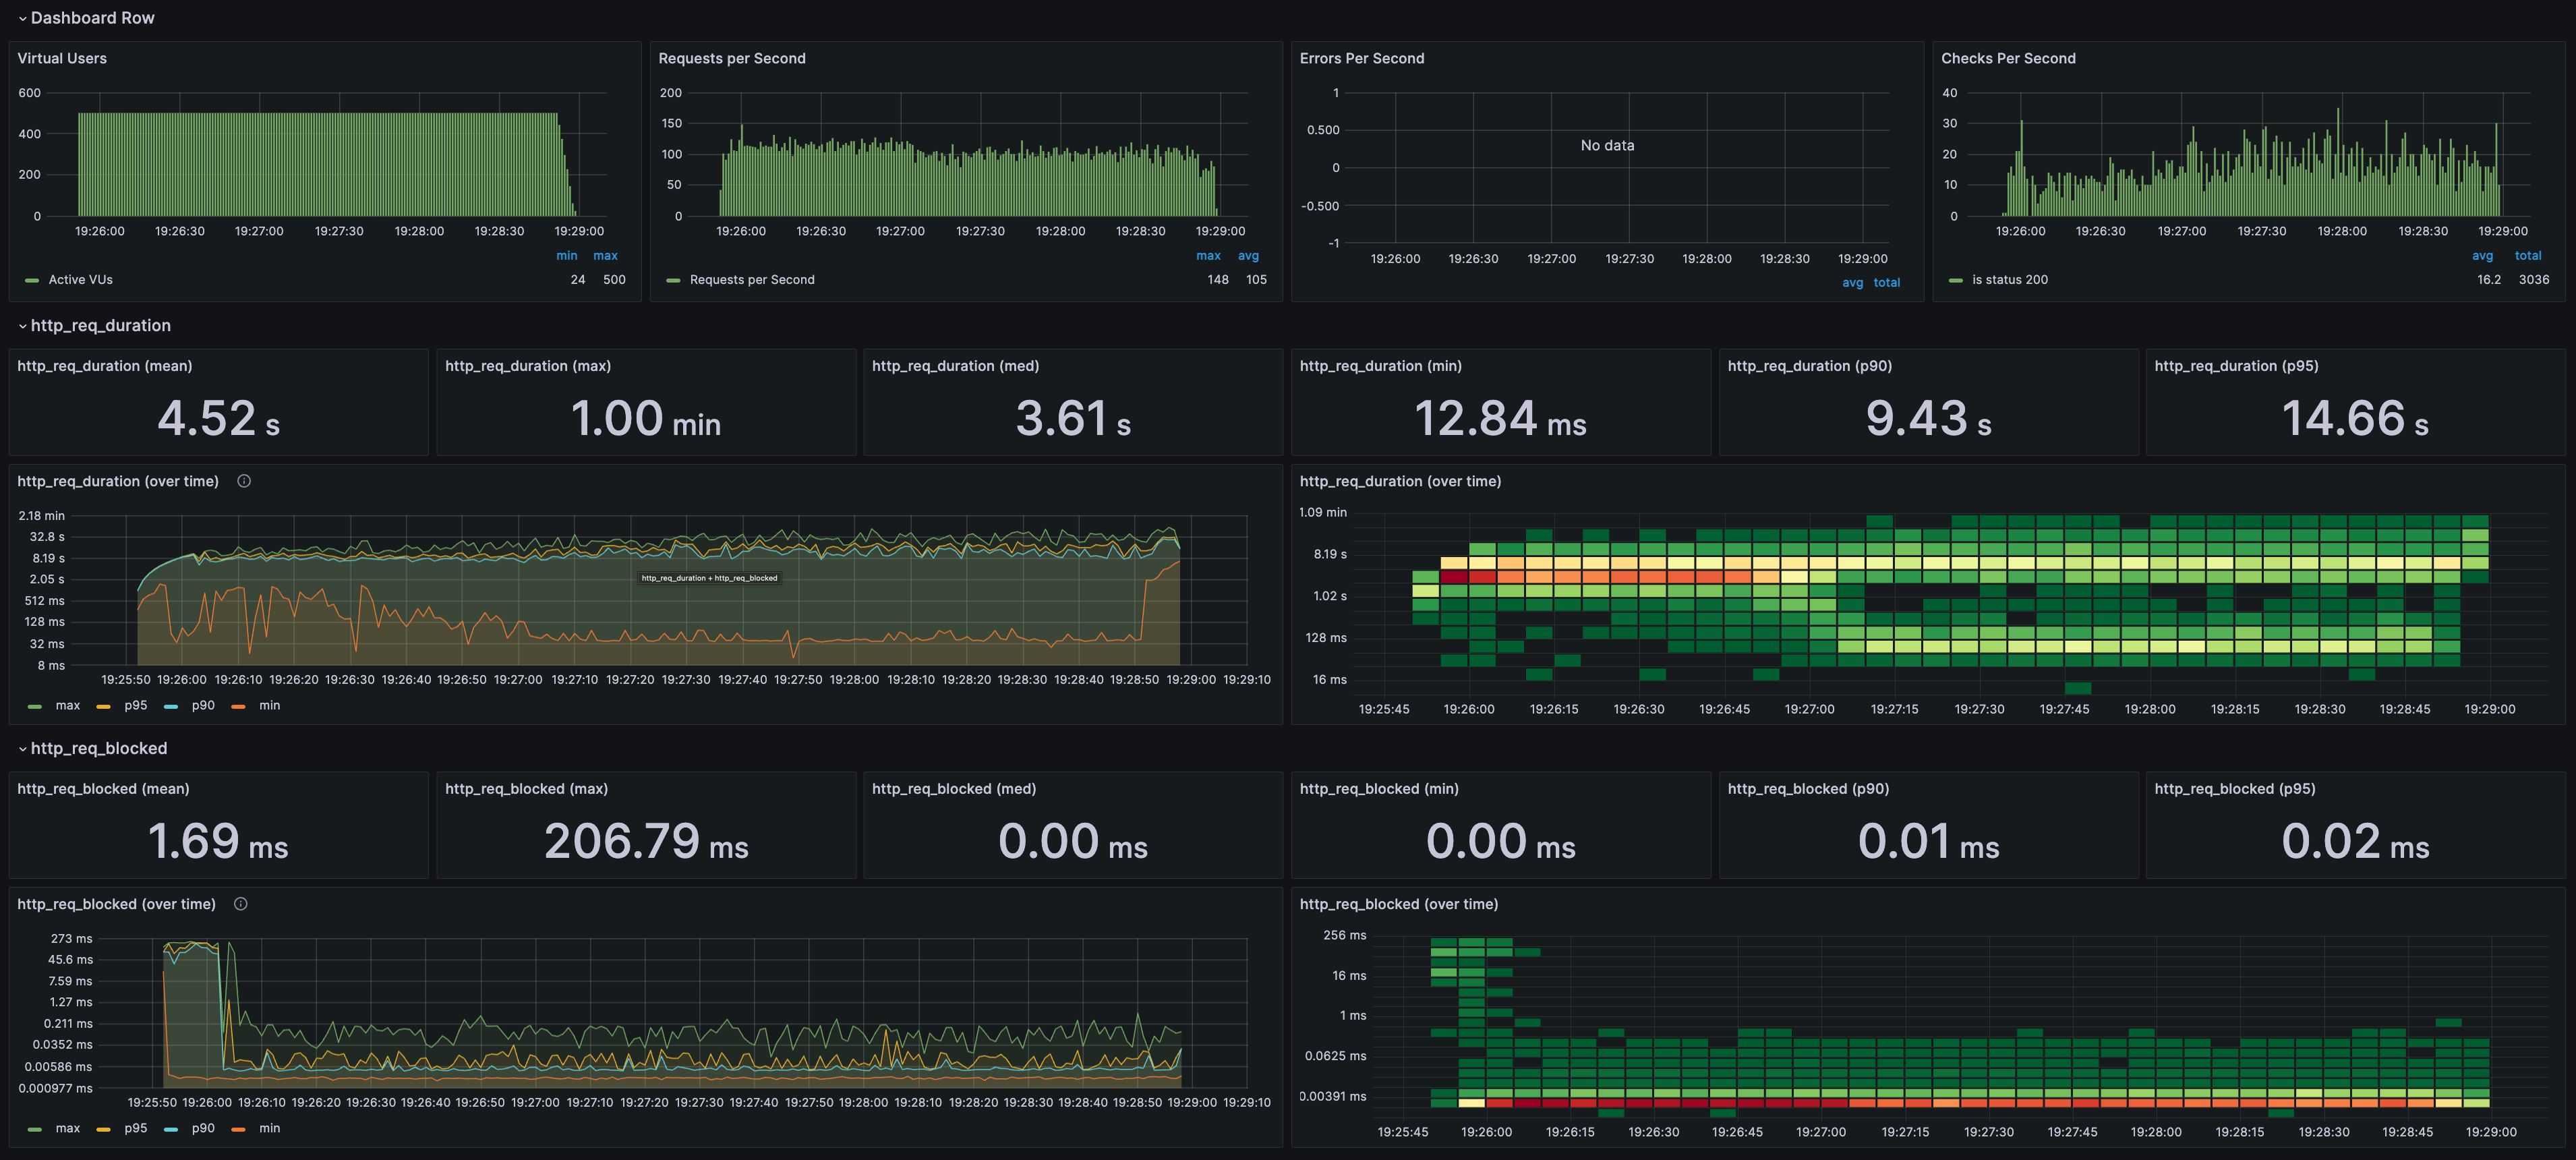 Dashboard Row
Virtual Users
600
400
200
0
19:26:00 19:26:30 19:27:00 19:27:30 19:28:00 19:28:30 19:29:00
min max
Active VUs 24 500
Requests per Second
200
150
100
50
0
19:26:00 19:26:30 19:27:00 19:27:30 19:28:00 19:28:30 19:29:00
max avg
Requests per Second 148 105
Errors Per Second
1
0.500
0
-0.500
-1
No data
19:26:00 19:26:30 19:27:00 19:27:30 19:28:00 19:28:30 19:29:00
avg total
Checks Per Second
40
30
20
10
0
19:26:00 19:26:30 19:27:00 19:27:30 19:28:00 19:28:30 19:29:00
avg total
is status 200 16.2 3036
http_req_duration
http_req_duration (mean)
4.52 s
http_req_duration (max)
1.00 min
http_req_duration (med)
3.61 s
http_req_duration (min)
12.84 ms
http_req_duration (p90)
9.43 s
http_req_duration (p95)
14.66 s
http_req_duration (over time)
2.18 min
32.8 s
8.19 s
2.05 s
512 ms
128 ms
32 ms
8 ms
http_req_duration + http_req_blocked
19:25:50 19:26:00 19:26:10 19:26:20 19:26:30 19:26:40 19:26:50 19:27:00 19:27:10 19:27:20 19:27:30 19:27:40 19:27:50 19:28:00 19:28:10 19:28:20 19:28:30 19:28:40 19:28:50 19:29:00 19:29:10
max p95 p90 min
http_req_duration (over time)
1.09 min
8.19 s
1.02 s
128 ms
16 ms
19:25:45 19:26:00 19:26:15 19:26:30 19:26:45 19:27:00 19:27:15 19:27:30 19:27:45 19:28:00 19:28:15 19:28:30 19:28:45 19:29:00
http_req_blocked
http_req_blocked (mean)
1.69 ms
http_req_blocked (max)
206.79 ms
http_req_blocked (med)
0.00 ms
http_req_blocked (min)
0.00 ms
http_req_blocked (p90)
0.01 ms
http_req_blocked (p95)
0.02 ms
http_req_blocked (over time)
273 ms
45.6 ms
7.59 ms
1.27 ms
0.211 ms
0.0352 ms
0.00586 ms
0.000977 ms
19:25:50 19:26:00 19:26:10 19:26:20 19:26:30 19:26:40 19:26:50 19:27:00 19:27:10 19:27:20 19:27:30 19:27:40 19:27:50 19:28:00 19:28:10 19:28:20 19:28:30 19:28:40 19:28:50 19:29:00 19:29:10
max p95 p90 min
http_req_blocked (over time)
256 ms
16 ms
1 ms
0.0625 ms
0.00391 ms
19:25:45 19:26:00 19:26:15 19:26:30 19:26:45 19:27:00 19:27:15 19:27:30 19:27:45 19:28:00 19:28:15 19:28:30 19:28:45 19:29:00